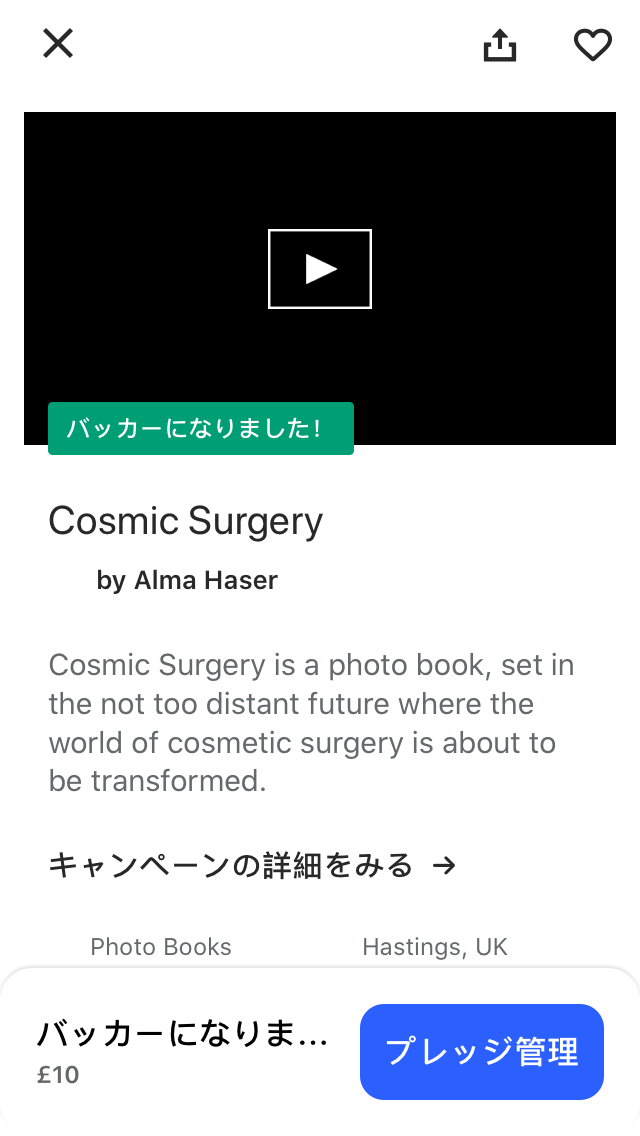 バッカーになりました!
Cosmic Surgery
by Alma Haser
Cosmic Surgery is a photo book, set in
the not too distant future where the
world of cosmetic surgery is about to
be transformed.
キャンペーンの詳細をみる →
Photo Books
Hastings, UK
バッカーになりま...
£10
プレッジ管理